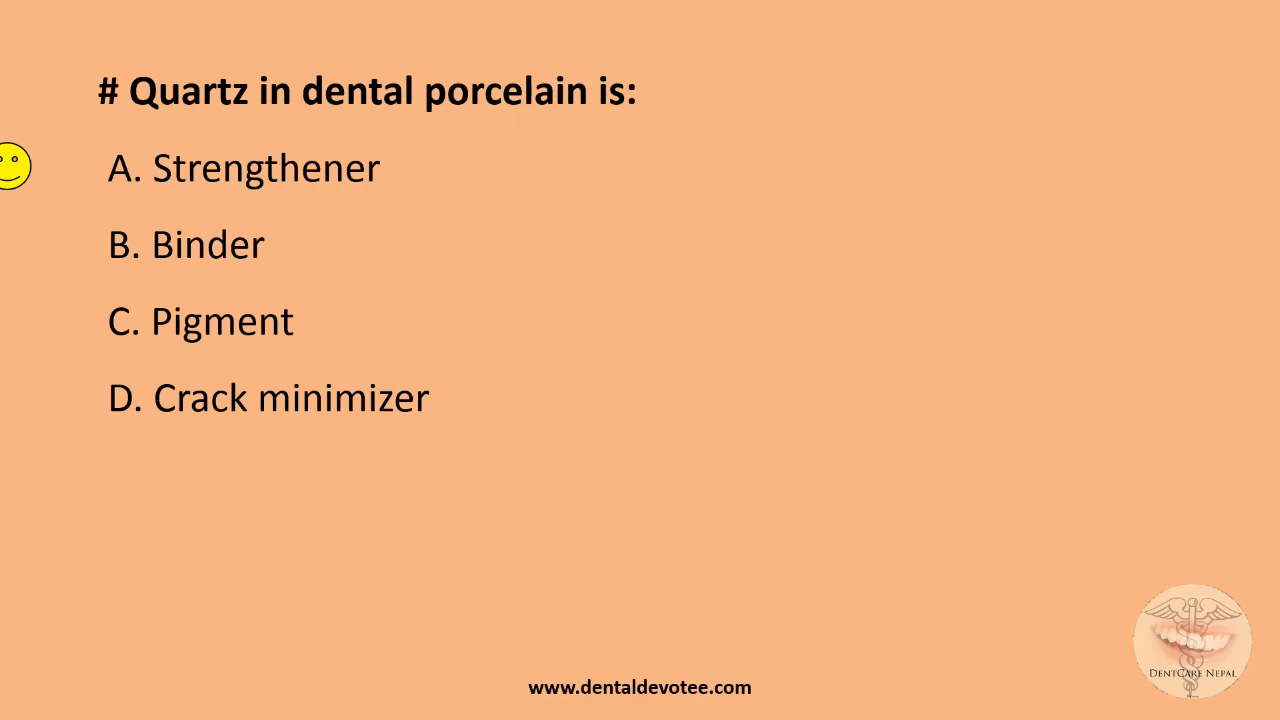 # Quartz in dental porcelain is:
A. Strengthener
B. Binder
C. Pigment
D. Crack minimizer
DENTCARE NEPAL
www.dentaldevotee.com